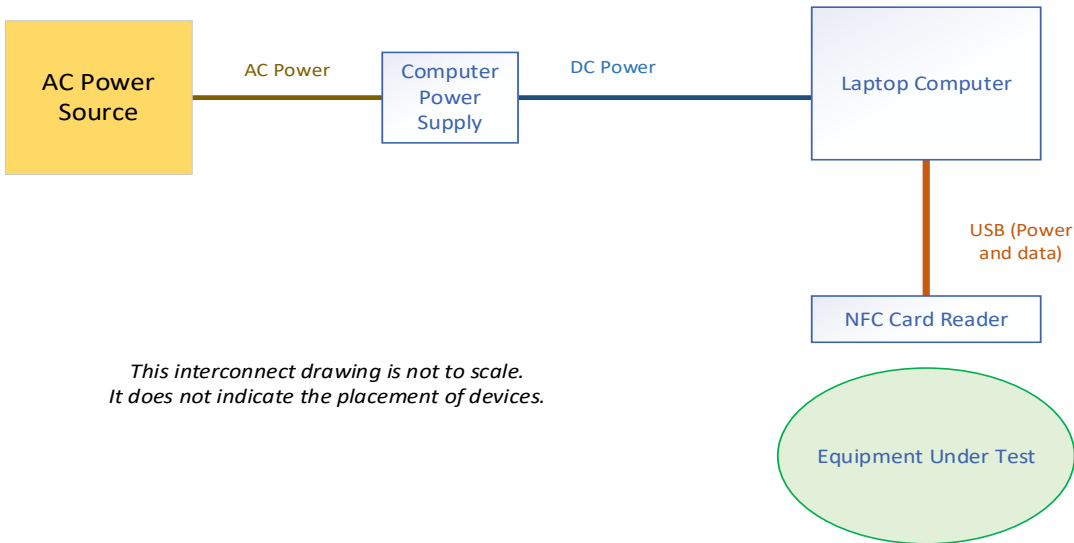 AC Power
Source
AC Power
Computer
Power
Supply
DC Power
Laptop Computer
USB (Power
and data)
NFC Card Reader
This interconnect drawing is not to scale.
It does not indicate the placement of devices.
Equipment Under Test